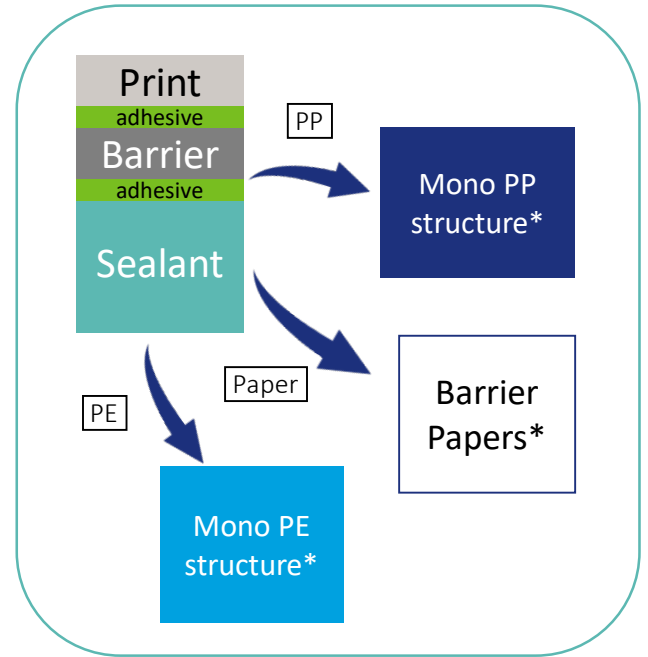 Print
adhesive
Barrier
adhesive
Sealant
PP
Mono PP
structure*
Paper
Barrier
Papers*
PE
Mono PE
structure*